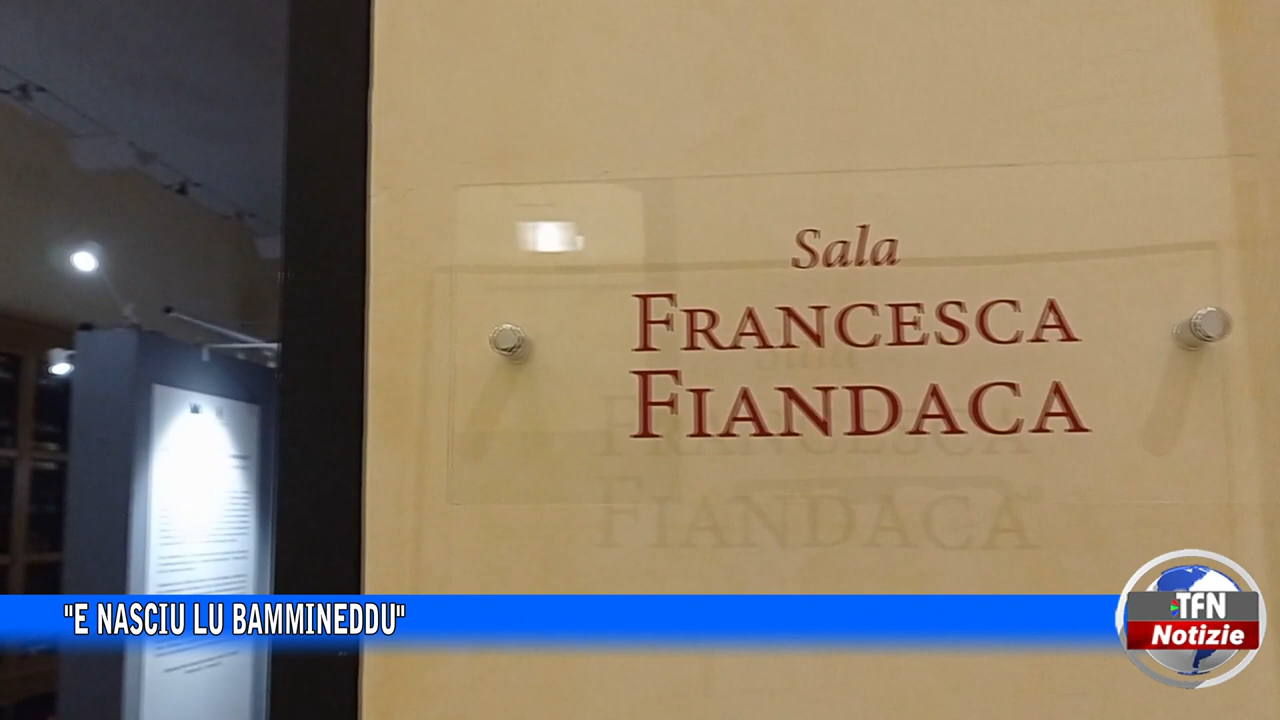 Sala
FRANCESCA
FIANDACA
"E NASCIU LU BAMMINEDDU"
TFN
Notizie